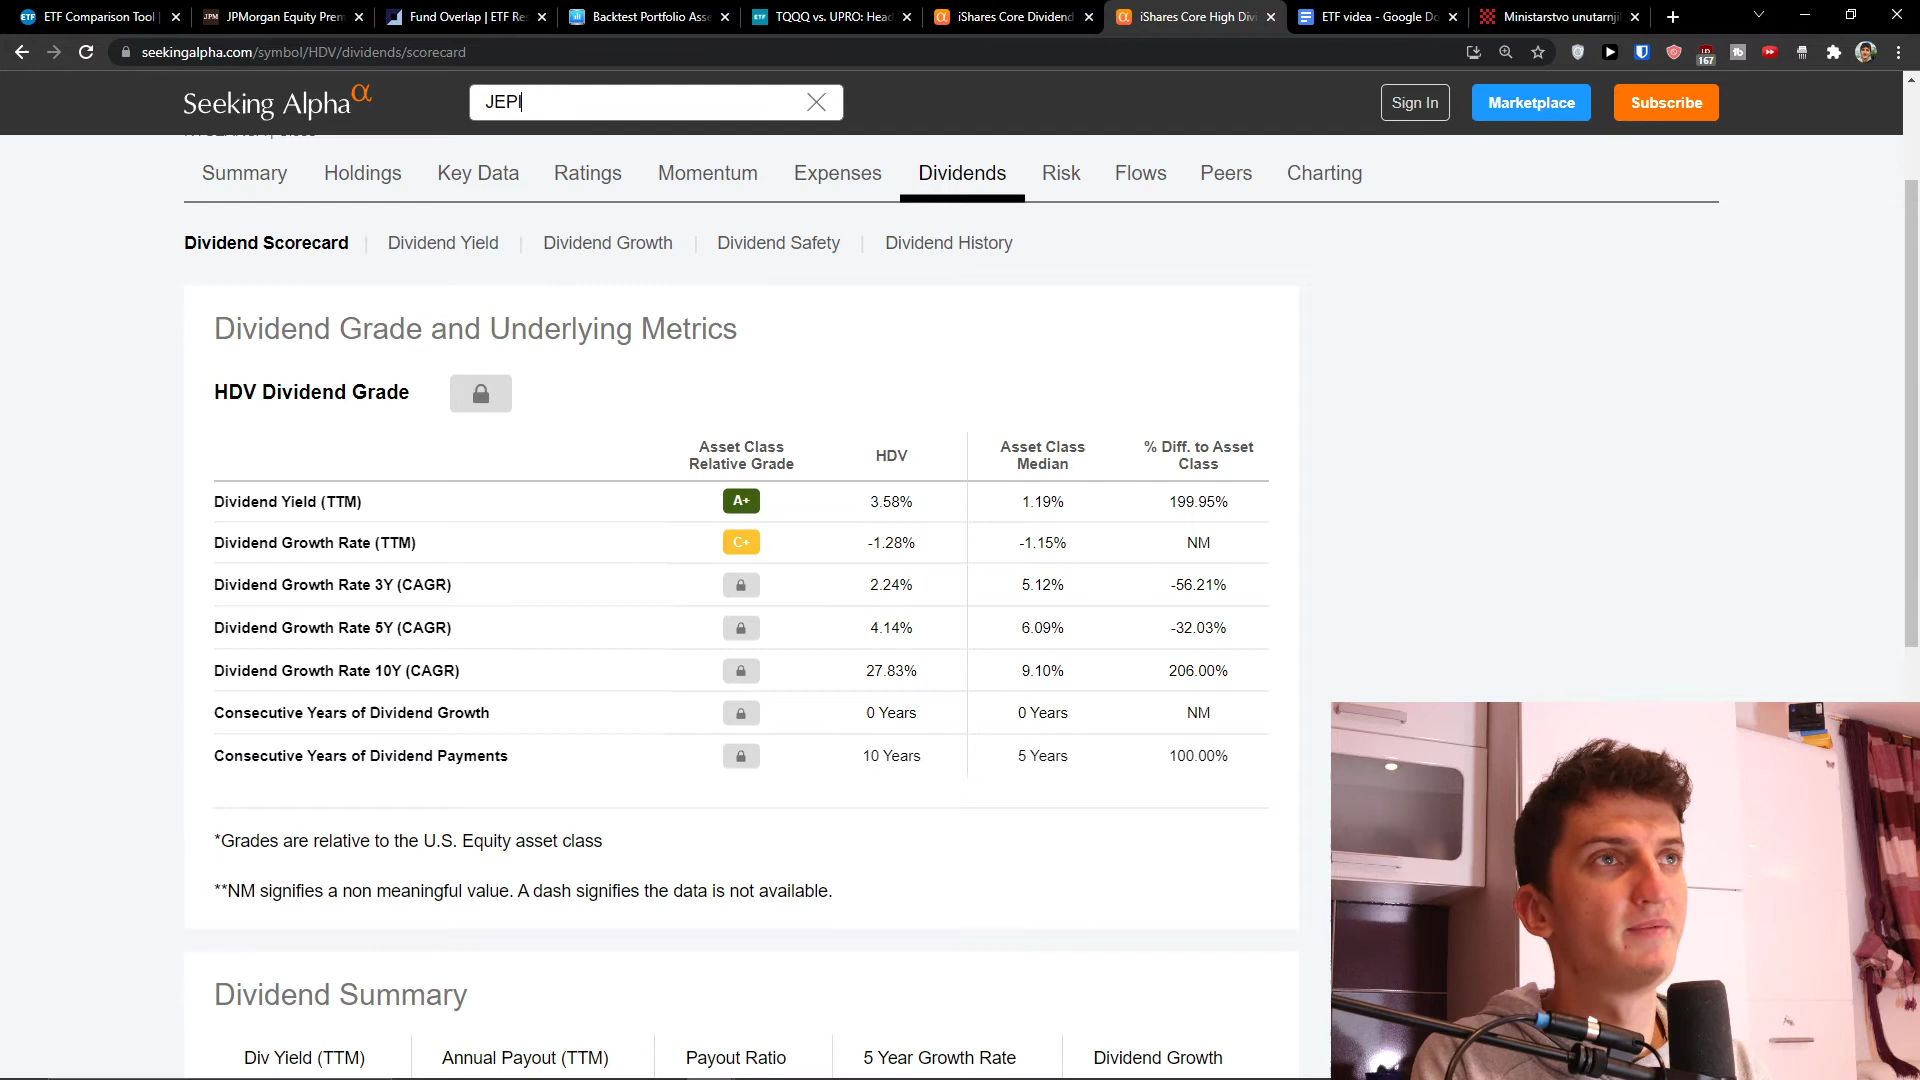 ETF Comparison Tool
JPMorgan Equity Prem
Fund Overlap | ETF Re
Backtest Portfolio Asse
TQQQ vs. UPRO: Head
iShares Core Dividend
iShares Core High Divi
ETF videa - Google Do
Ministarstvo unutarnji
seekingalpha.com/symbol/HDV/dividends/scorecard
167
Seeking Alpha α
JEPI
Sign In
Marketplace
Subscribe
Summary
Holdings
Key Data
Ratings
Momentum
Expenses
Dividends
Risk
Flows
Peers
Charting
Dividend Scorecard
Dividend Yield
Dividend Growth
Dividend Safety
Dividend History
Dividend Grade and Underlying Metrics
HDV Dividend Grade
Asset Class Relative Grade
HDV
Asset Class Median
% Diff. to Asset Class
Dividend Yield (TTM) A+ 3.58% 1.19% 199.95%
Dividend Growth Rate (TTM) C+ -1.28% -1.15% NM
Dividend Growth Rate 3Y (CAGR) 2.24% 5.12% -56.21%
Dividend Growth Rate 5Y (CAGR) 4.14% 6.09% -32.03%
Dividend Growth Rate 10Y (CAGR) 27.83% 9.10% 206.00%
Consecutive Years of Dividend Growth 0 Years 0 Years NM
Consecutive Years of Dividend Payments 10 Years 5 Years 100.00%
*Grades are relative to the U.S. Equity asset class
**NM signifies a non meaningful value. A dash signifies the data is not available.
Dividend Summary
Div Yield (TTM)
Annual Payout (TTM)
Payout Ratio
5 Year Growth Rate
Dividend Growth